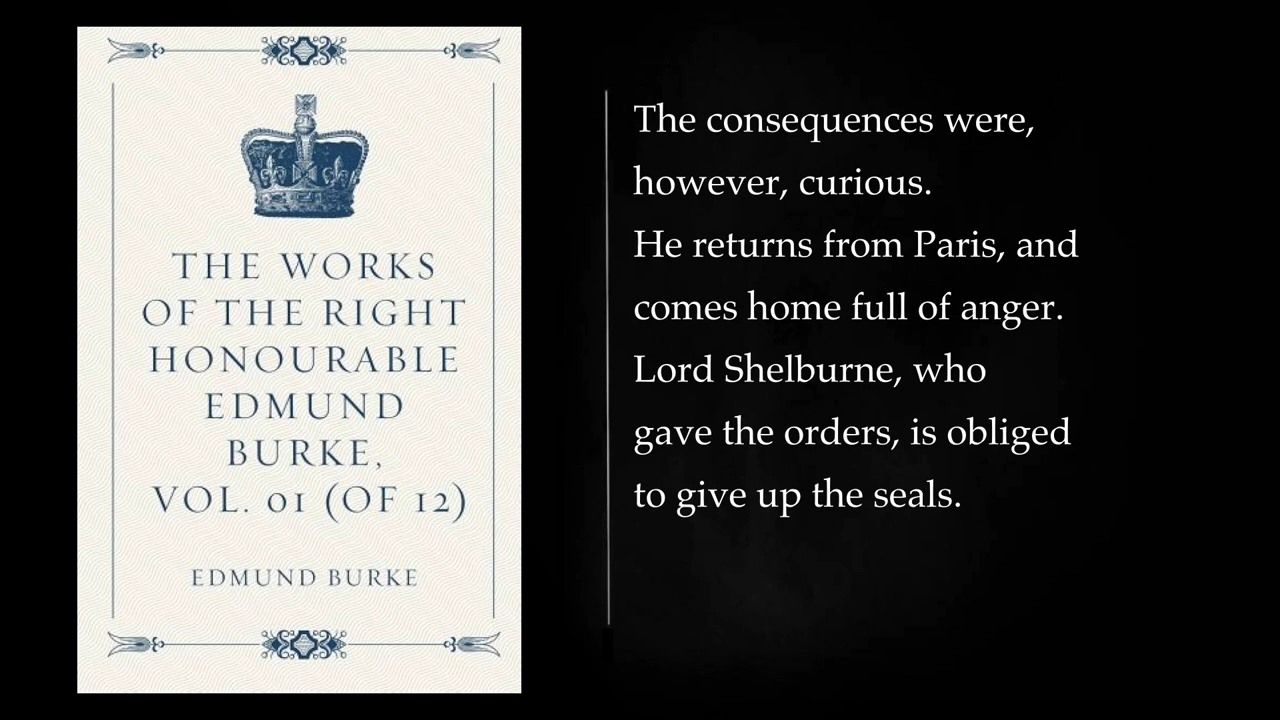 THE WORKS
OF THE RIGHT
HONOURABLE
EDMUND
BURKE,
VOL. 01 (OF 12)
EDMUND BURKE
The consequences were,
however, curious.
He returns from Paris, and
comes home full of anger.
Lord Shelburne, who
gave the orders, is obliged
to give up the seals.